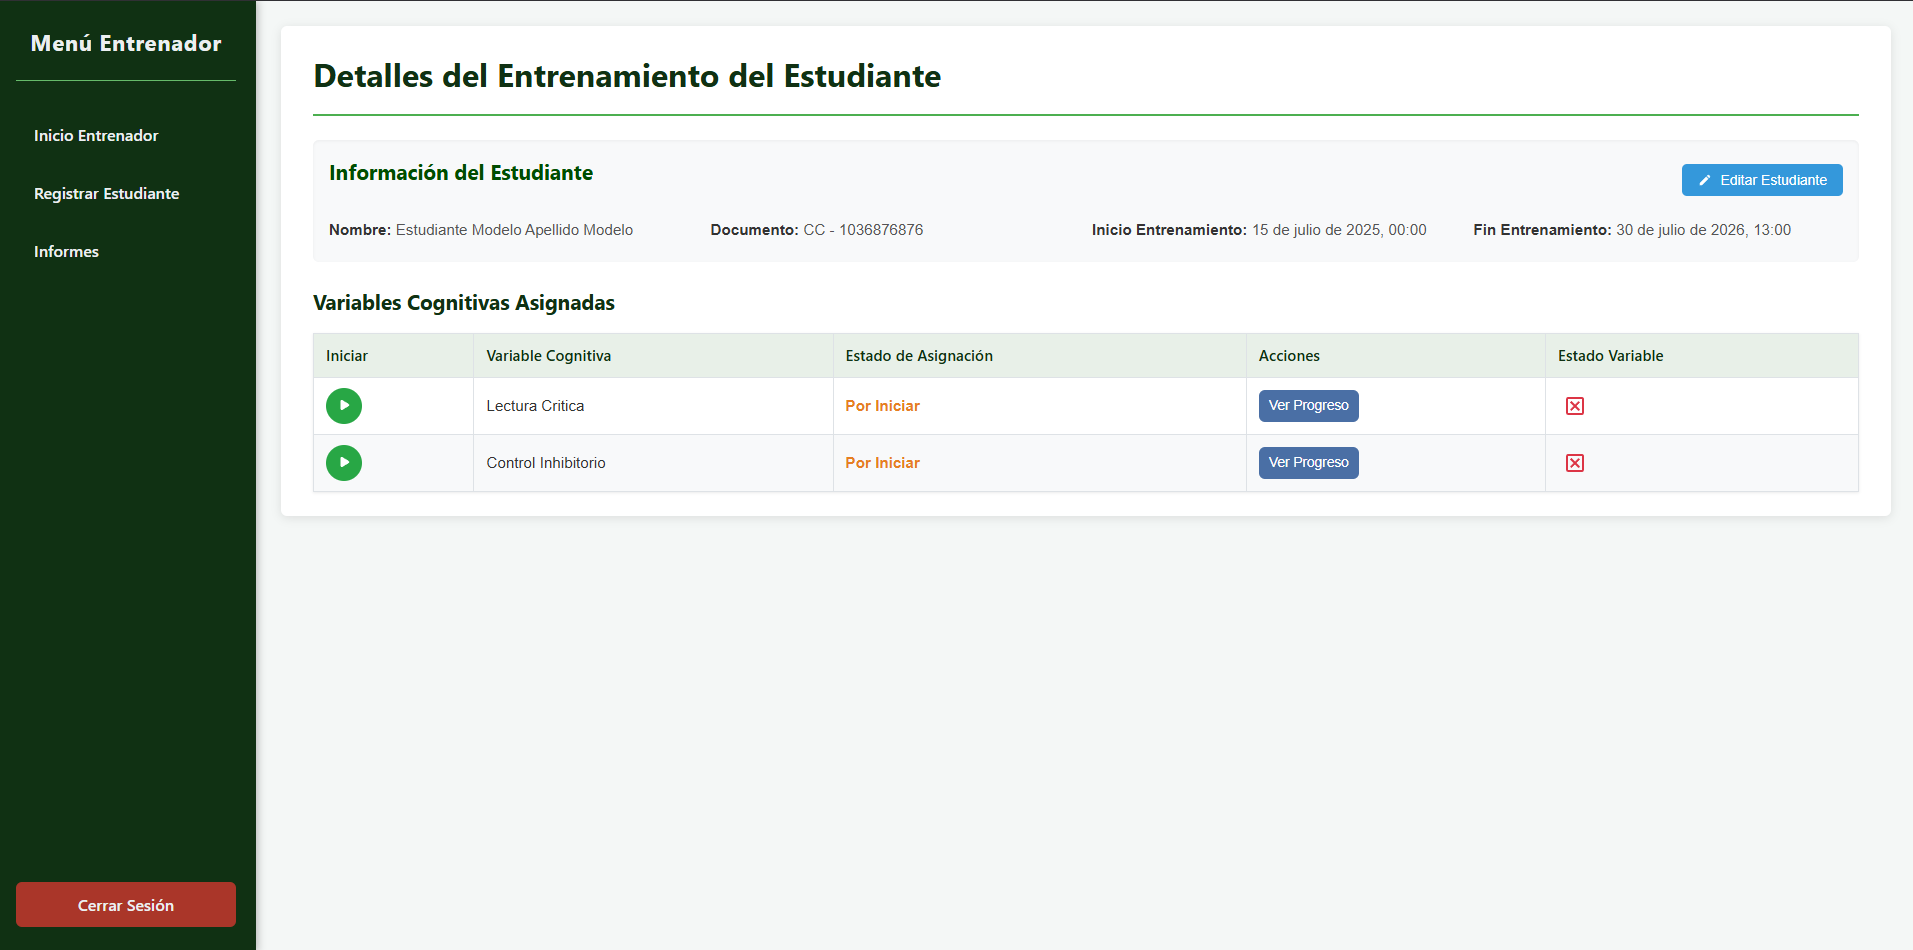 Menú Entrenador
Inicio Entrenador
Registrar Estudiante
Informes
Cerrar Sesión
Detalles del Entrenamiento del Estudiante
Información del Estudiante
Editar Estudiante
Nombre: Estudiante Modelo Apellido Modelo Documento: CC - 1036876876 Inicio Entrenamiento: 15 de julio de 2025, 00:00 Fin Entrenamiento: 30 de julio de 2026, 13:00
Variables Cognitivas Asignadas
Iniciar Variable Cognitiva Estado de Asignación Acciones Estado Variable
Lectura Critica Por Iniciar Ver Progreso
Control Inhibitorio Por Iniciar Ver Progreso